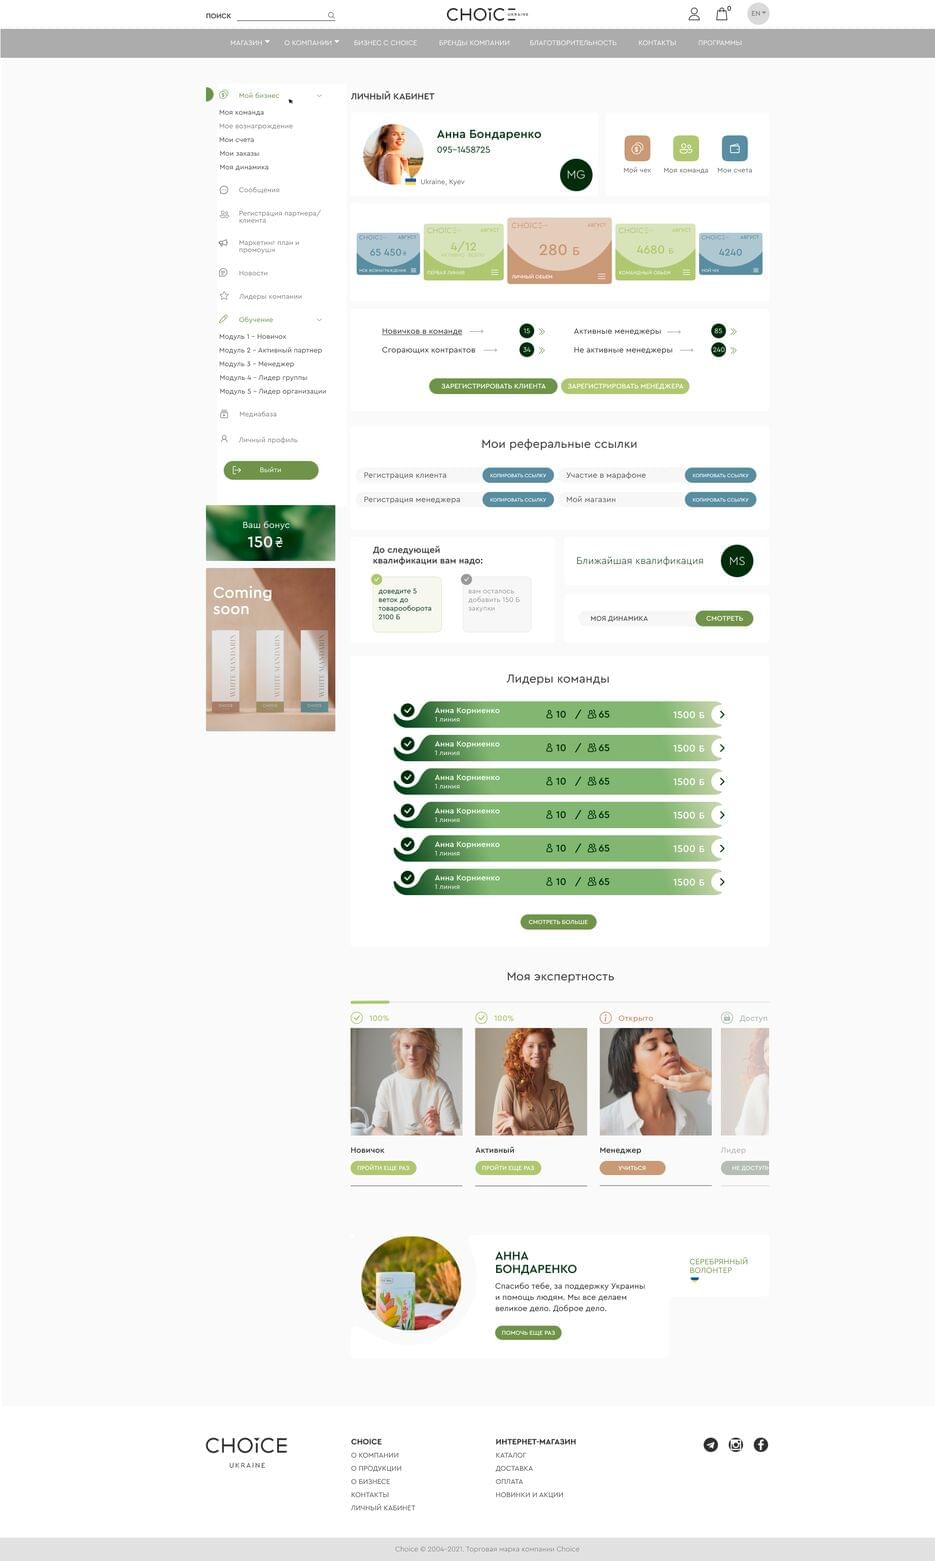 ПОИСК
CHOICE UKRAINE
0
EN
МАГАЗИН
О КОМПАНИИ
БИЗНЕС С CHOICE
БРЕНДЫ КОМПАНИИ
БЛАГОТВОРИТЕЛЬНОСТЬ
КОНТАКТЫ
ПРОГРАММЫ
Мой бизнес
Моя команда
Мое вознаграждение
Мои счета
Мои заказы
Моя динамика
Сообщения
Регистрация партнера/
клиента
Маркетинг план и
промоушн
Новости
Лидеры компании
Обучение
Модуль 1 - Новичок
Модуль 2 - Активный партнер
Модуль 3 - Менеджер
Модуль 4 - Лидер группы
Модуль 5 - Лидер организации
Медиабаза
Личный профиль
Выйти
Ваш бонус
150 ₴
Coming
soon
WHITE MANDARIN
WHITE MANDARIN
WHITE MANDARIN
CHOICE
CHOICE
CHOICE
ЛИЧНЫЙ КАБИНЕТ
Анна Бондаренко
095-1458725
Ukraine, Kyev
MG
Мой чек
Моя команда
Мои счета
CHOICE
АВГУСТ
65 450₴
МОЕ ВОЗНАГРАЖДЕНИЕ
CHOICE
АВГУСТ
4/12
АКТИВНО ВСЕГО
ПЕРВАЯ ЛИНИЯ
CHOICE
АВГУСТ
280 Б
ЛИЧНЫЙ ОБЪЕМ
CHOICE
АВГУСТ
4680 Б
КОМАНДНЫЙ ОБЪЕМ
CHOICE
АВГУСТ
4240
МОЙ ЧЕК
Новичков в команде
15
Активные менеджеры
85
Сгорающих контрактов
34
Не активные менеджеры
240
ЗАРЕГИСТРИРОВАТЬ КЛИЕНТА
ЗАРЕГИСТРИРОВАТЬ МЕНЕДЖЕРА
Мои реферальные ссылки
Регистрация клиента
КОПИРОВАТЬ ССЫЛКУ
Участие в марафоне
КОПИРОВАТЬ ССЫЛКУ
Регистрация менеджера
КОПИРОВАТЬ ССЫЛКУ
Мой магазин
КОПИРОВАТЬ ССЫЛКУ
До следующей
квалификации вам надо:
доведите 5
веток до
товарооборота
2100 Б
вам осталось
добавить 150 Б
закупки
Ближайшая квалификация
MS
МОЯ ДИНАМИКА
СМОТРЕТЬ
Лидеры команды
Анна Корниенко
1 линия
10 / 65
1500 Б
Анна Корниенко
1 линия
10 / 65
1500 Б
Анна Корниенко
1 линия
10 / 65
1500 Б
Анна Корниенко
1 линия
10 / 65
1500 Б
Анна Корниенко
1 линия
10 / 65
1500 Б
Анна Корниенко
1 линия
10 / 65
1500 Б
СМОТРЕТЬ БОЛЬШЕ
Моя экспертность
100%
100%
Открыто
Доступ
Новичок
Активный
Менеджер
Лидер
ПРОЙТИ ЕЩЕ РАЗ
ПРОЙТИ ЕЩЕ РАЗ
УЧИТЬСЯ
НЕ ДОСТУПН
АННА
БОНДАРЕНКО
Спасибо тебе, за поддержку Украины
и помощь людям. Мы все делаем
великое дело. Доброе дело.
ПОМОЧЬ ЕЩЕ РАЗ
СЕРЕБРЯННЫЙ
ВОЛОНТЕР
CHOICE
UKRAINE
CHOICE
О КОМПАНИИ
О ПРОДУКЦИИ
О БИЗНЕСЕ
КОНТАКТЫ
ЛИЧНЫЙ КАБИНЕТ
ИНТЕРНЕТ-МАГАЗИН
КАТАЛОГ
ДОСТАВКА
ОПЛАТА
НОВИНКИ И АКЦИИ
Choice © 2004-2021. Торговая марка компании Choice